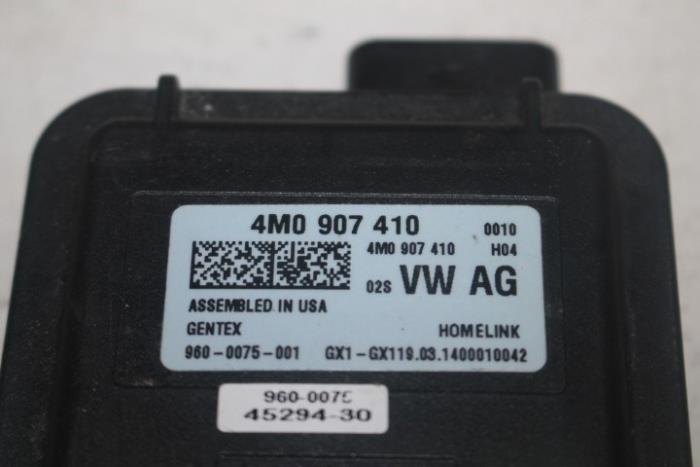 4M0 907 410 0010
4M0 907 410 H04
02S VW AG
ASSEMBLED IN USA
GENTEX HOMELINK
960-0075-001 GX1-GX119.03.1400010042
960-0075
45294-30